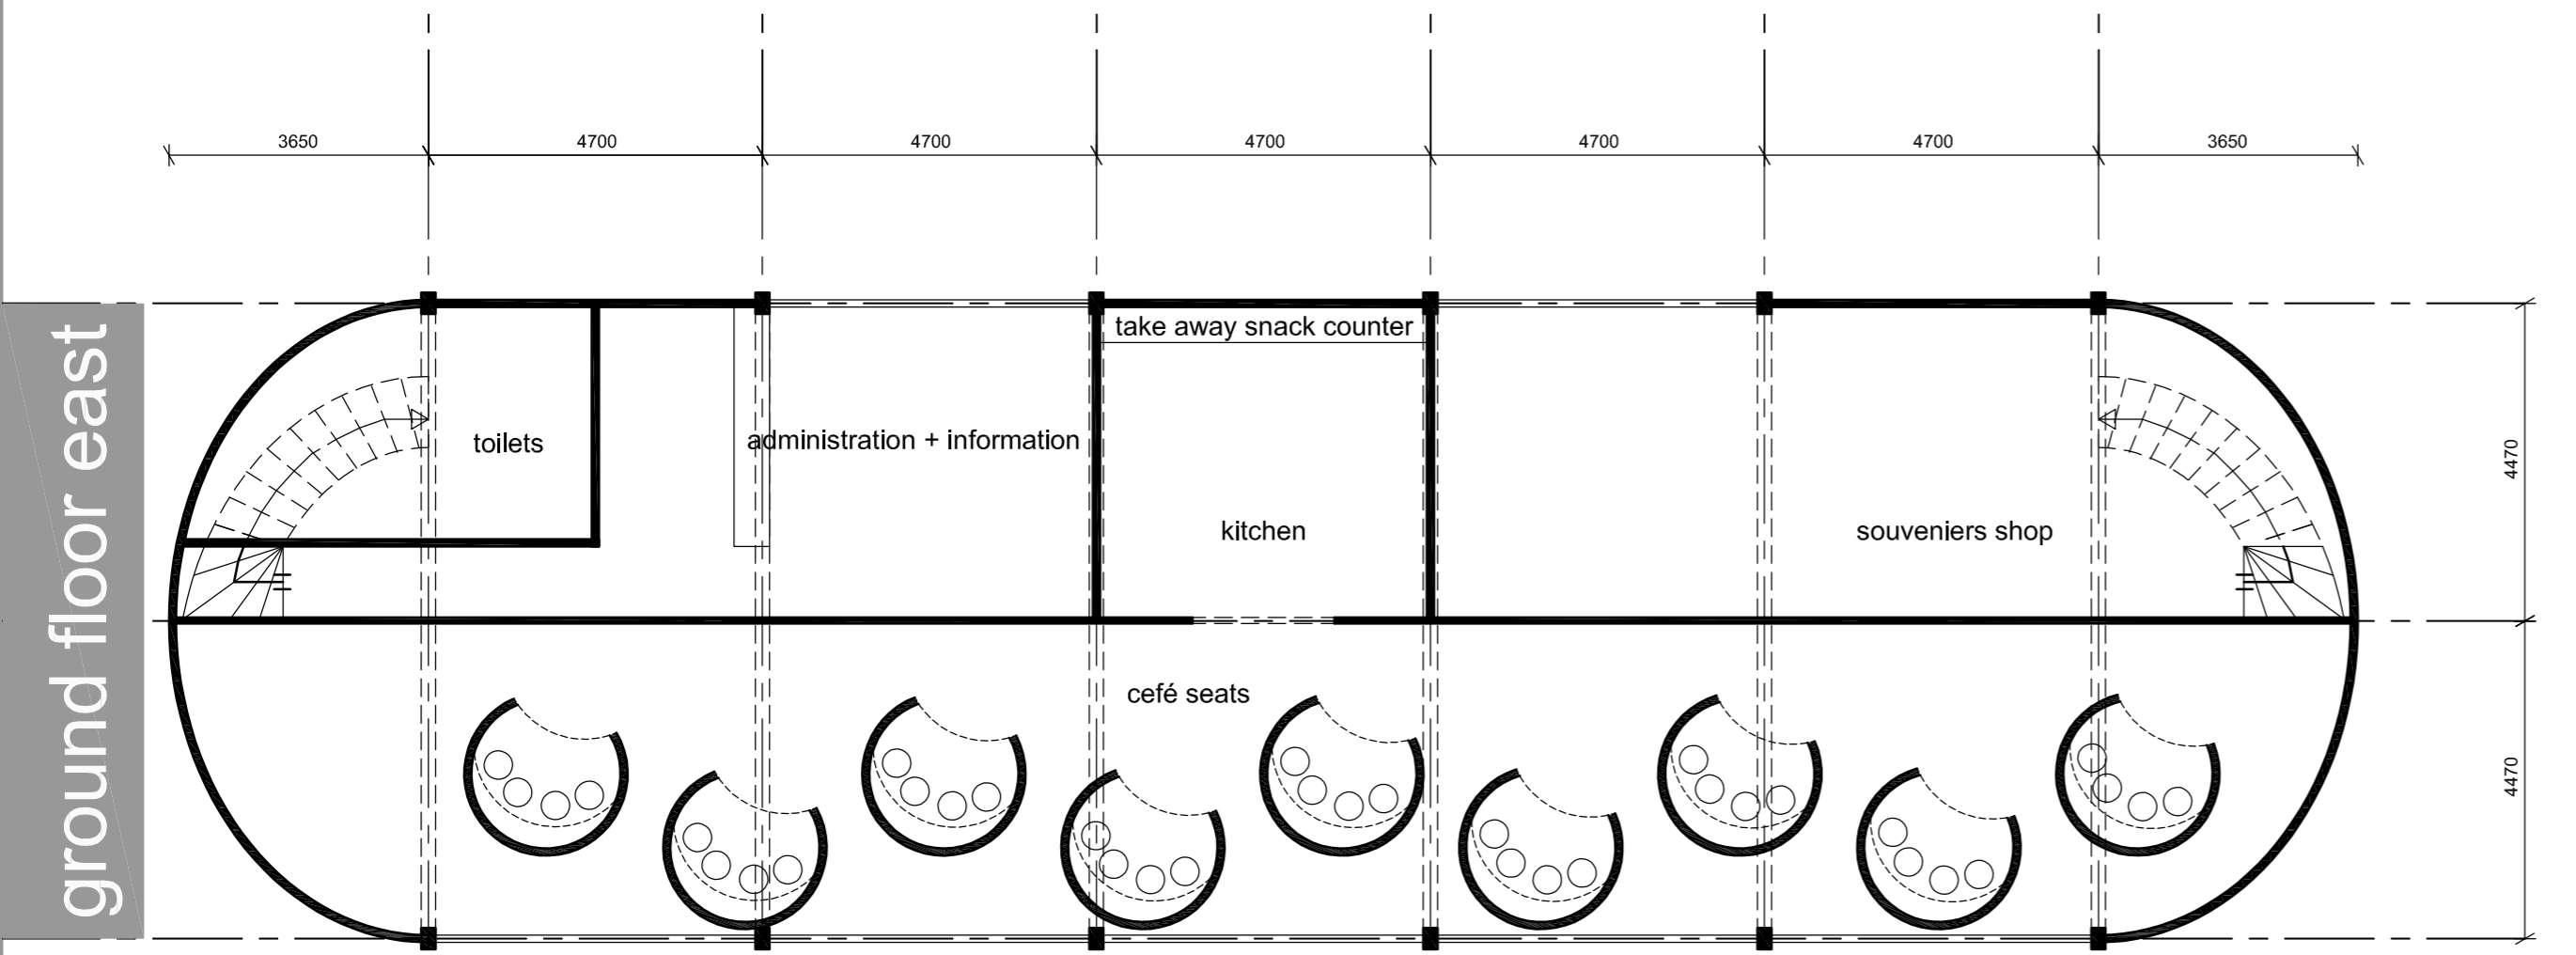 3650
4700
4700
4700
4700
4700
3650
ground floor east
take away snack counter
toilets
administration + information
kitchen
souveniers shop
4470
cefé seats
4470